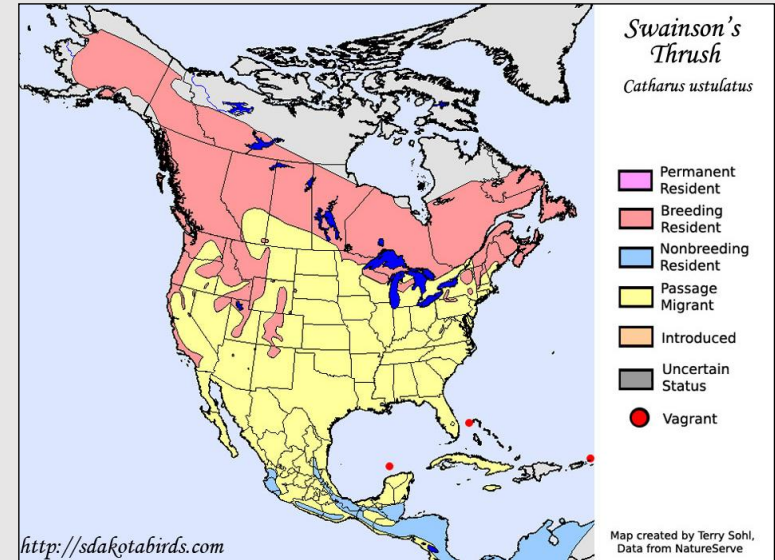 Swainson's
Thrush
Catharus ustulatus
Permanent
Resident
Breeding
Resident
Nonbreeding
Resident
Passage
Migrant
Introduced
Uncertain
Status
Vagrant
http://sdakotabirds.com
Map created by Terry Sohl,
Data from NatureServe